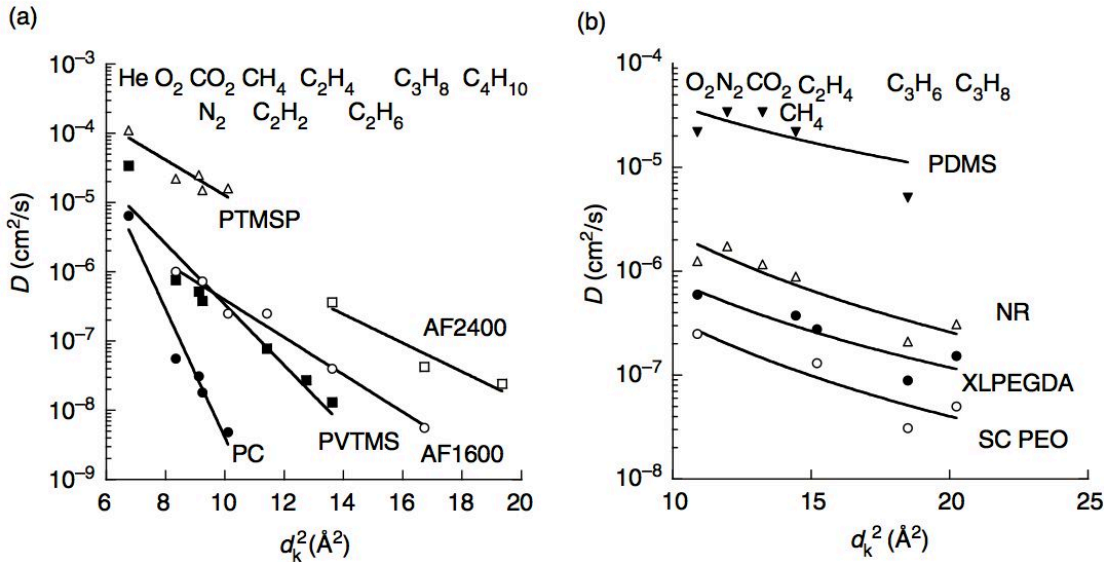 (a)
10⁻³
He O₂ CO₂ CH₄ C₂H₄ C₃H₈ C₄H₁₀
N₂ C₂H₂ C₂H₆
10⁻⁴
10⁻⁵
PTMSP
10⁻⁶
D (cm²/s)
AF2400
10⁻⁷
10⁻⁸
PC
PVTMS
AF1600
10⁻⁹
6 8 10 12 14 16 18 20
dₖ² (Å²)
(b)
10⁻⁴
O₂ N₂ CO₂ C₂H₄ C₃H₆ C₃H₈
CH₄
PDMS
10⁻⁵
D (cm²/s)
10⁻⁶
NR
XLPEGDA
10⁻⁷
SC PEO
10⁻⁸
10 15 20 25
dₖ² (Å²)